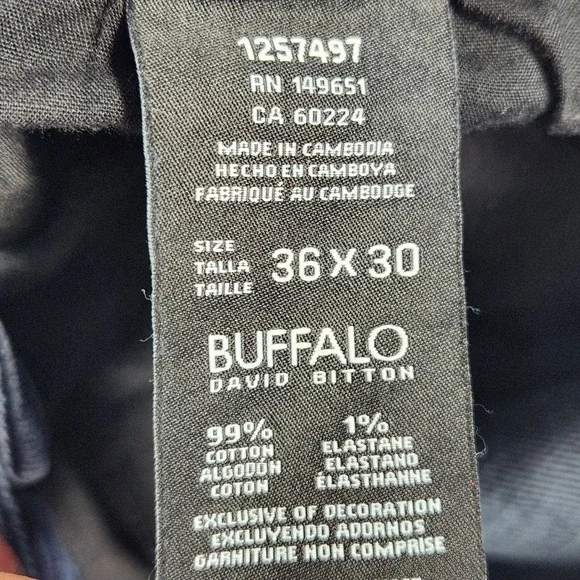 1257497
RN 149651
CA 60224
MADE IN CAMBODIA
HECHO EN CAMBOYA
FABRIQUE AU CAMBODGE
SIZE
TALLA
TAILLE
36 X 30
BUFFALO
DAVID BITTON
99%
COTTON
ALGODÓN
COTON
1%
ELASTANE
ELASTANO
ÉLASTHANNE
EXCLUSIVE OF DECORATION
EXCLUYENDO ADORNOS
GARNITURE NON COMPRISE